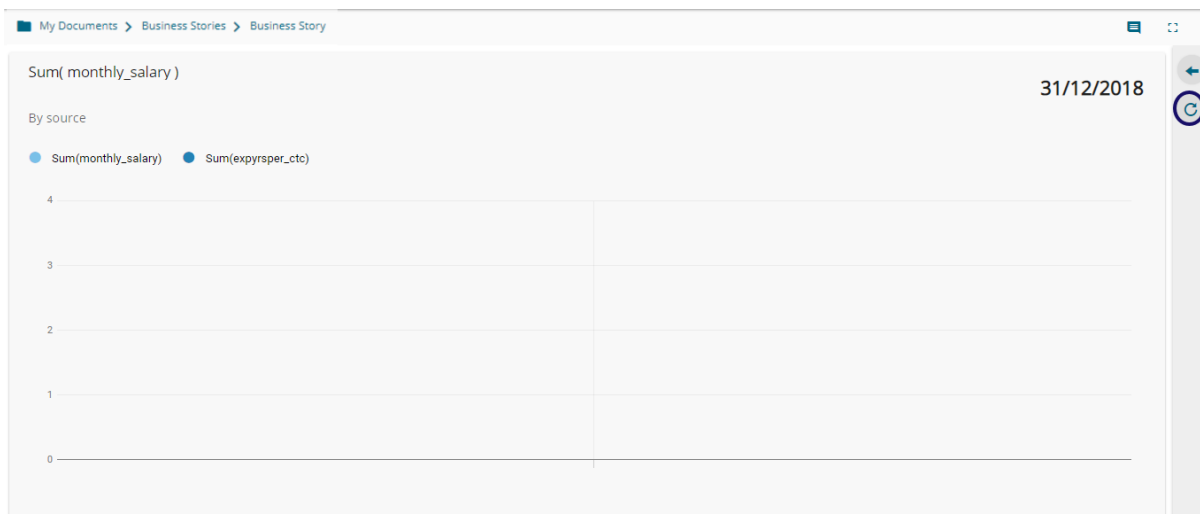 My Documents > Business Stories > Business Story
Sum( monthly_salary )
31/12/2018
By source
Sum(monthly_salary) Sum(expyrsper_ctc)
4
3
2
1
0